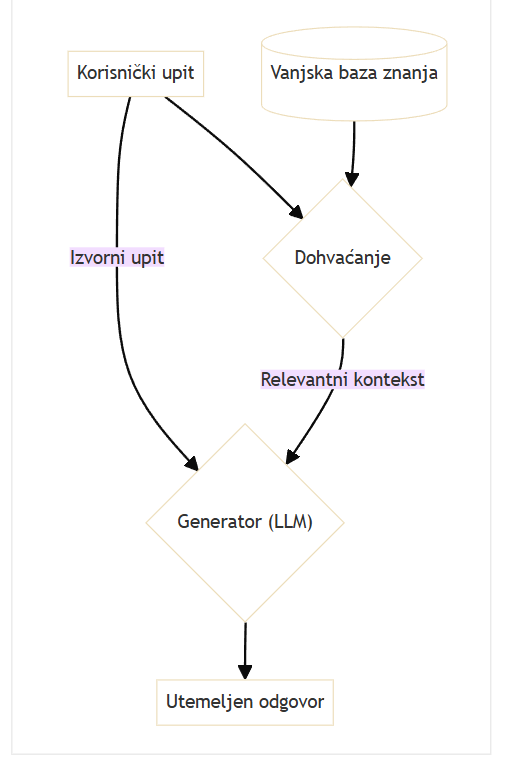 Korisnički upit
Vanjska baza znanja
Izvorni upit
Dohvaćanje
Relevantni kontekst
Generator (LLM)
Utemeljen odgovor